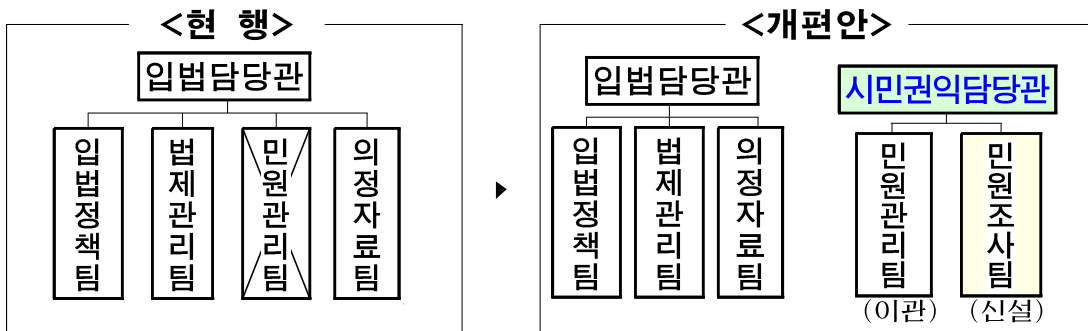 <현 행>
입법담당관
입법정책팀
법제관리팀
민원관리팀
의정자료팀
<개편안>
입법담당관
입법정책팀
법제관리팀
의정자료팀
시민권익담당관
민원관리팀
(이관)
민원조사팀
(신설)